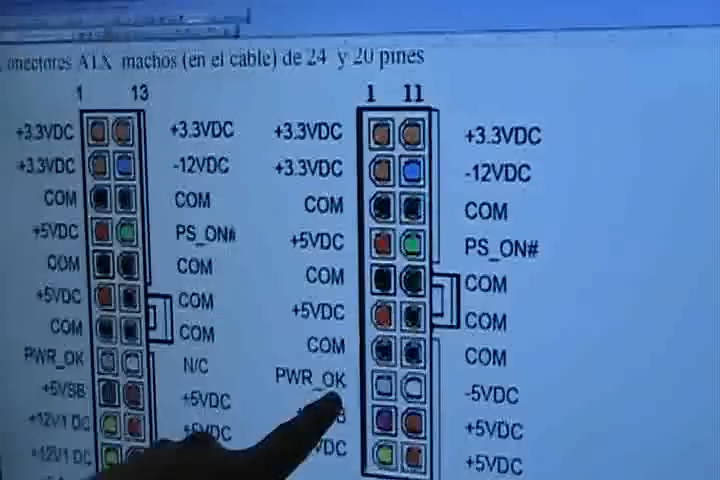 conectores ATX machos (en el cable) de 24 y 20 pines
1 13 1 11
+3.3VDC +3.3VDC +3.3VDC +3.3VDC
+3.3VDC -12VDC +3.3VDC -12VDC
COM COM COM COM
+5VDC PS_ON# +5VDC PS_ON#
COM COM COM COM
+5VDC COM +5VDC COM
COM COM COM COM
PWR_OK N/C PWR_OK -5VDC
+5VSB +5VDC +5VDC
+12V1 DC +5VDC VDC +5VDC
+12V1 DC